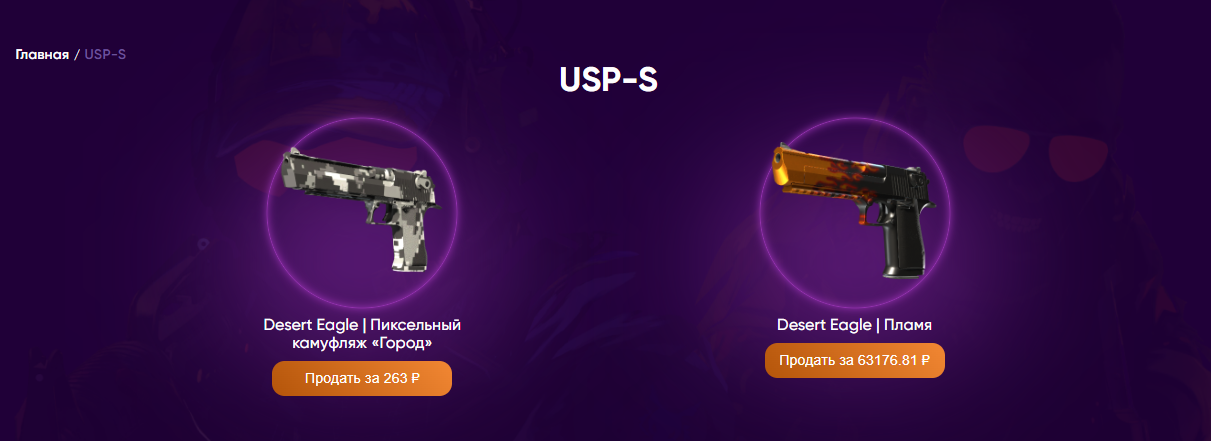 Главная / USP-S
USP-S
Desert Eagle | Пиксельный
камуфляж «Город»
Продать за 263 ₽
Desert Eagle | Пламя
Продать за 63176.81 ₽